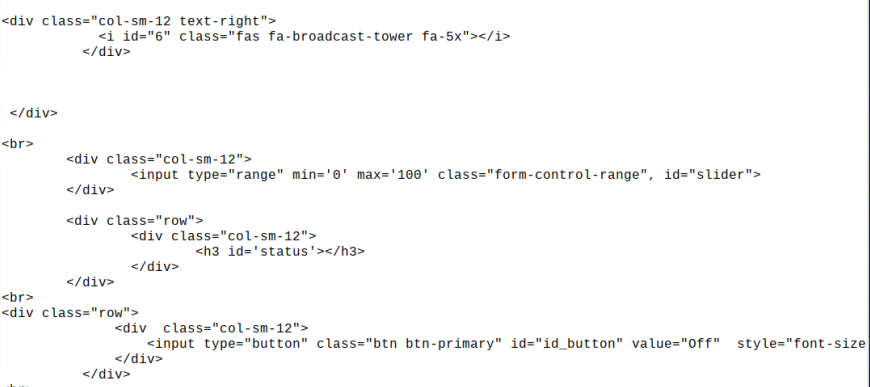 <div class="col-sm-12 text-right">
<i id="6" class="fas fa-broadcast-tower fa-5x"></i>
</div>
</div>
<br>
<div class="col-sm-12">
<input type="range" min='0' max='100' class="form-control-range", id="slider">
</div>
<div class="row">
<div class="col-sm-12">
<h3 id='status'></h3>
</div>
</div>
<br>
<div class="row">
<div  class="col-sm-12">
<input type="button" class="btn btn-primary" id="id_button" value="Off"  style="font-size
</div>
</div>